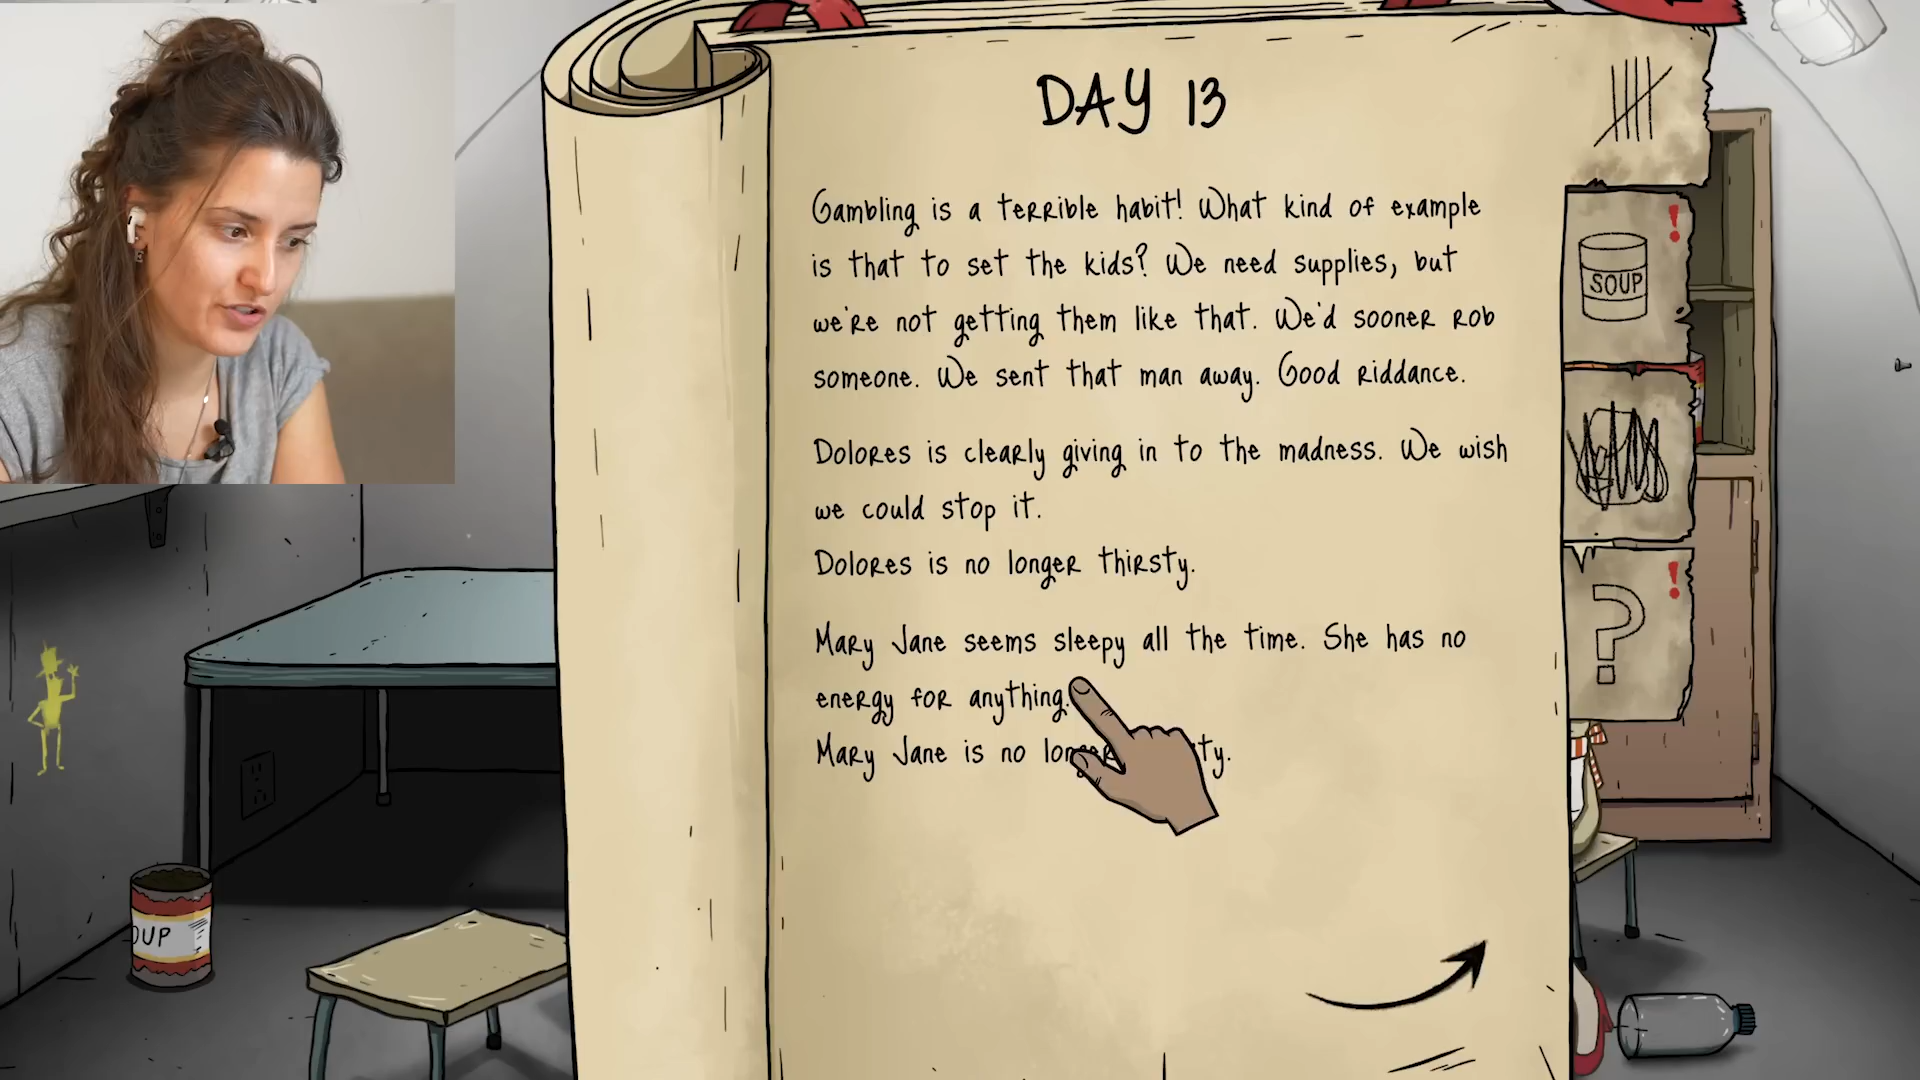 DAY 13
Gambling is a terrible habit! What kind of example
is that to set the kids? We need supplies, but
we're not getting them like that. We'd sooner rob
someone. We sent that man away. Good riddance.
Dolores is clearly giving in to the madness. We wish
we could stop it.
Dolores is no longer thirsty.
Mary Jane seems sleepy all the time. She has no
energy for anything.
Mary Jane is no longer
!
SOUP
!
?
OUP